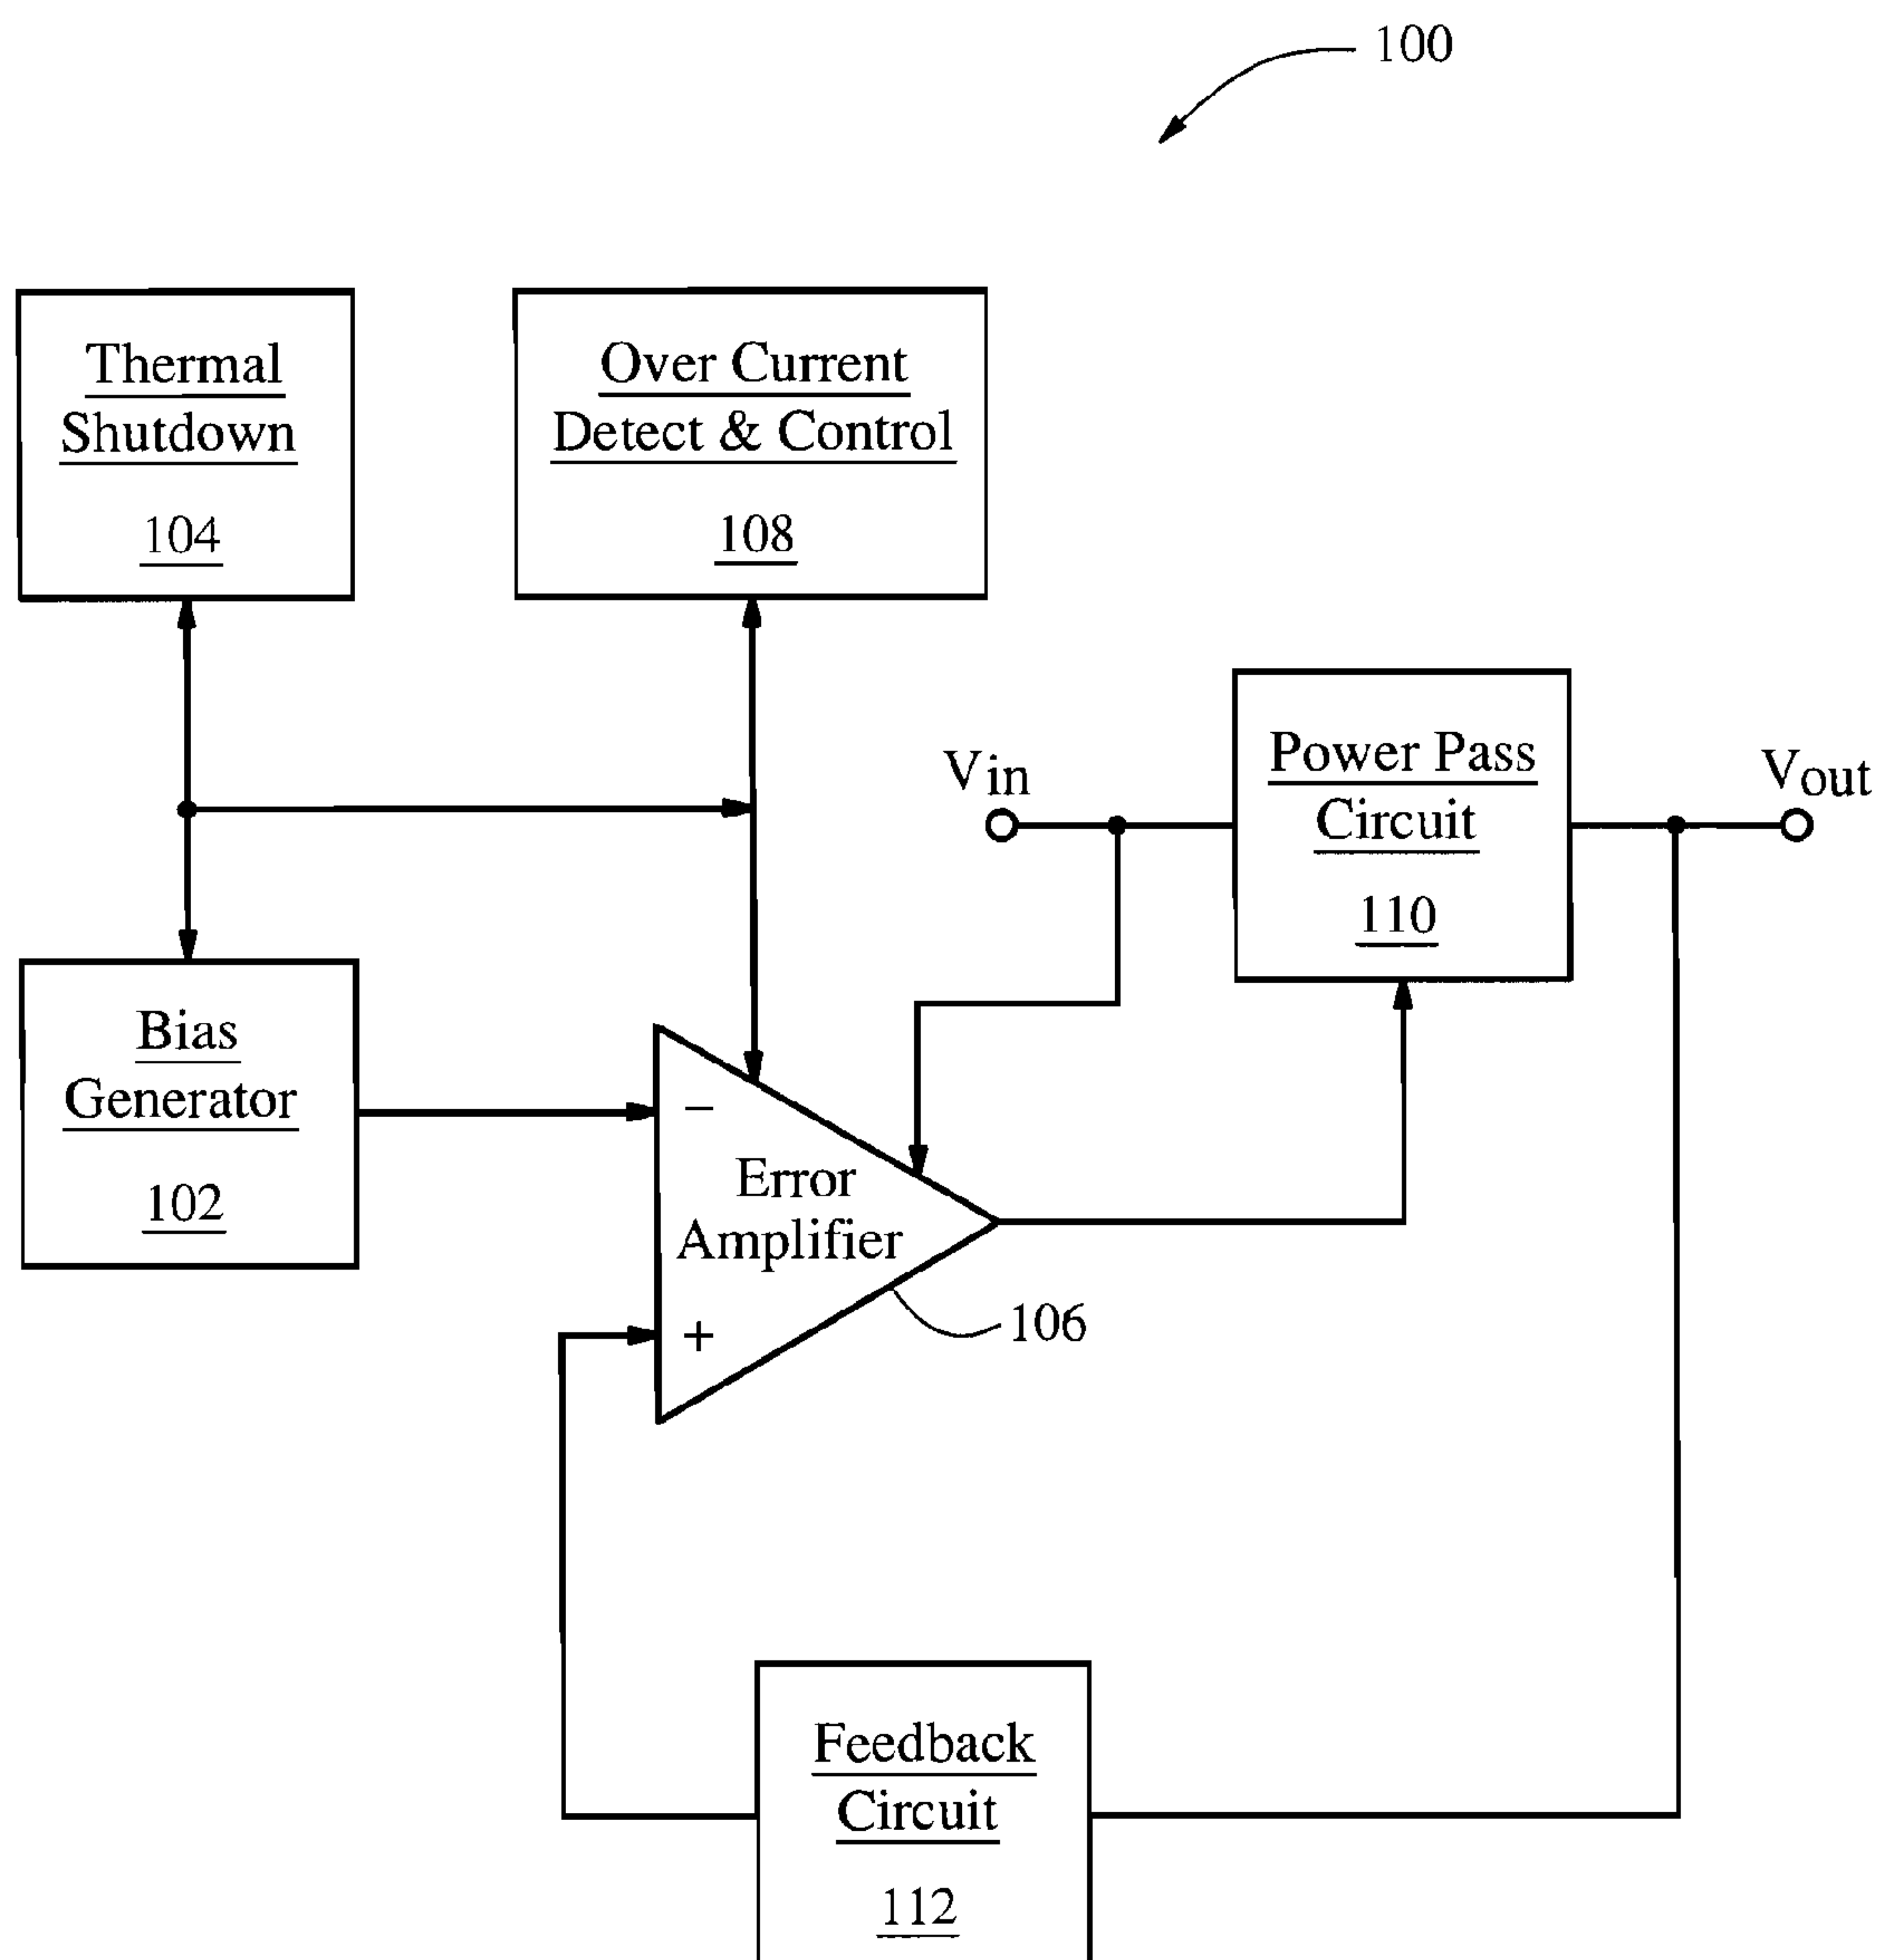 100
Thermal
Shutdown
104
Over Current
Detect & Control
108
Vin
Power Pass
Circuit
110
Vout
Bias
Generator
102
−
Error
Amplifier
+
106
Feedback
Circuit
112